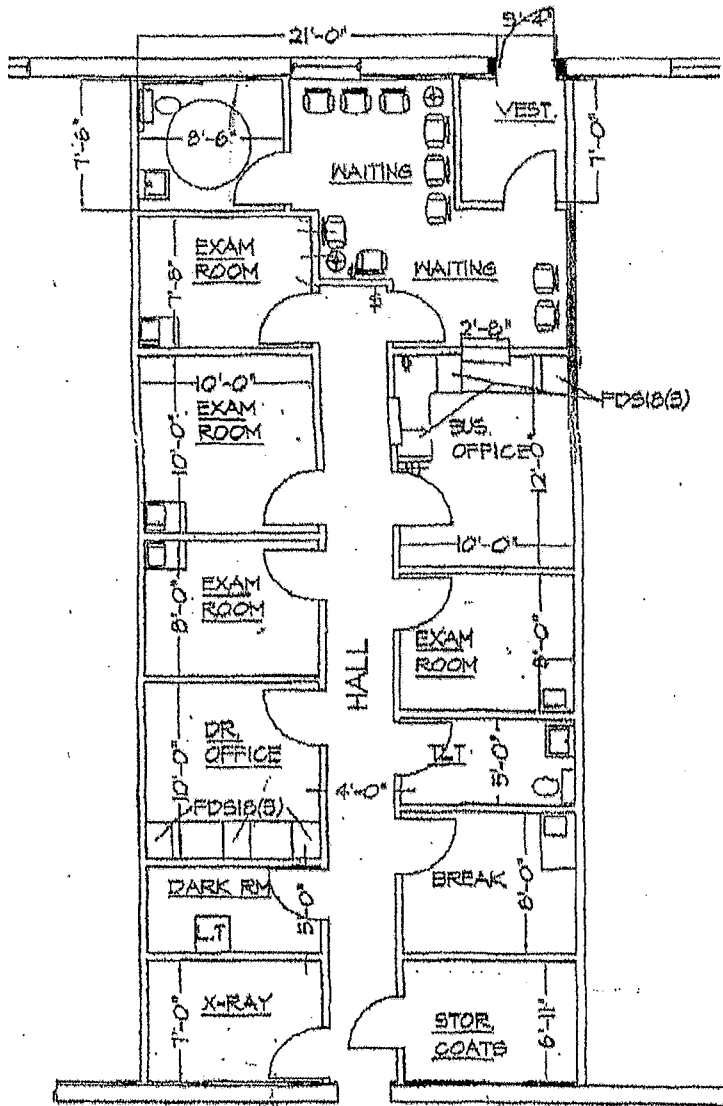 21'-0"
3'-4"
7'-6"
8'-6"
VEST.
7'-0"
WAITING
EXAM
ROOM
7'-8"
WAITING
$
2'-8"
10'-0"
EXAM
ROOM
10'-0"
FDS18(3)
BUS.
OFFICE
12'-0"
10'-0"
EXAM
ROOM
8'-0"
HALL
EXAM
ROOM
8'-0"
DR.
OFFICE
10'-0"
TLT
5'-0"
4'-0"
FDS18(3)
DARK RM
5'-0"
L.T
BREAK
8'-0"
X-RAY
7'-0"
STOR.
COATS
6'-11"